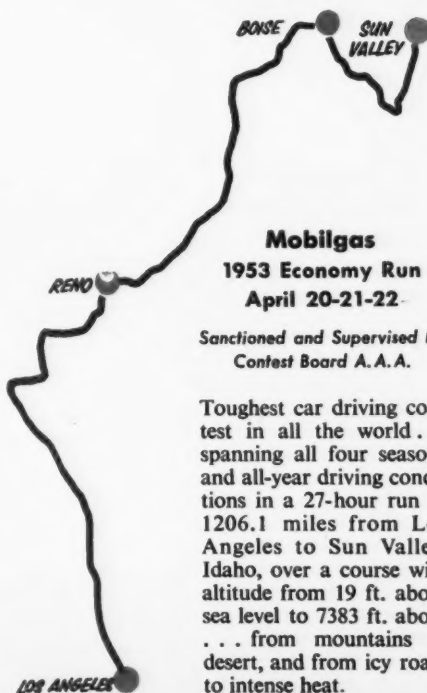 BOISE
SUN
VALLEY
RENO
LOS ANGELES
Mobilgas
1953 Economy Run
April 20-21-22
Sanctioned and Supervised
Contest Board A.A.A.
Toughest car driving co
test in all the world .
spanning all four seaso
and all-year driving cond
tions in a 27-hour run
1206.1 miles from L
Angeles to Sun Valle
Idaho, over a course wi
altitude from 19 ft. abo
sea level to 7383 ft. abo
. . . from mountains
desert, and from icy roa
to intense heat.